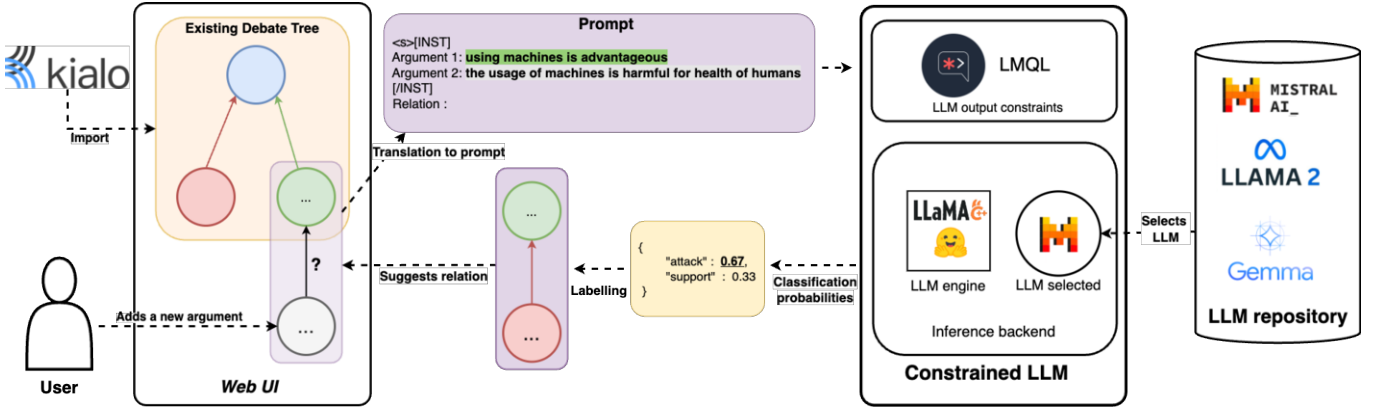 kialo
Import
Existing Debate Tree
...
?
...
Adds a new argument
User
Web UI
Translation to prompt
Prompt
<s>[INST]
Argument 1: using machines is advantageous
Argument 2: the usage of machines is harmful for health of humans
[/INST]
Relation :
Suggests relation
...
...
Labelling
{
"attack" : 0.67,
"support" : 0.33
}
Classification
probabilities
LMQL
LLM output constraints
LLaMA
C++
LLM engine
LLM selected
Inference backend
Constrained LLM
Selects
LLM
MISTRAL
AI_
LLAMA 2
Gemma
LLM repository